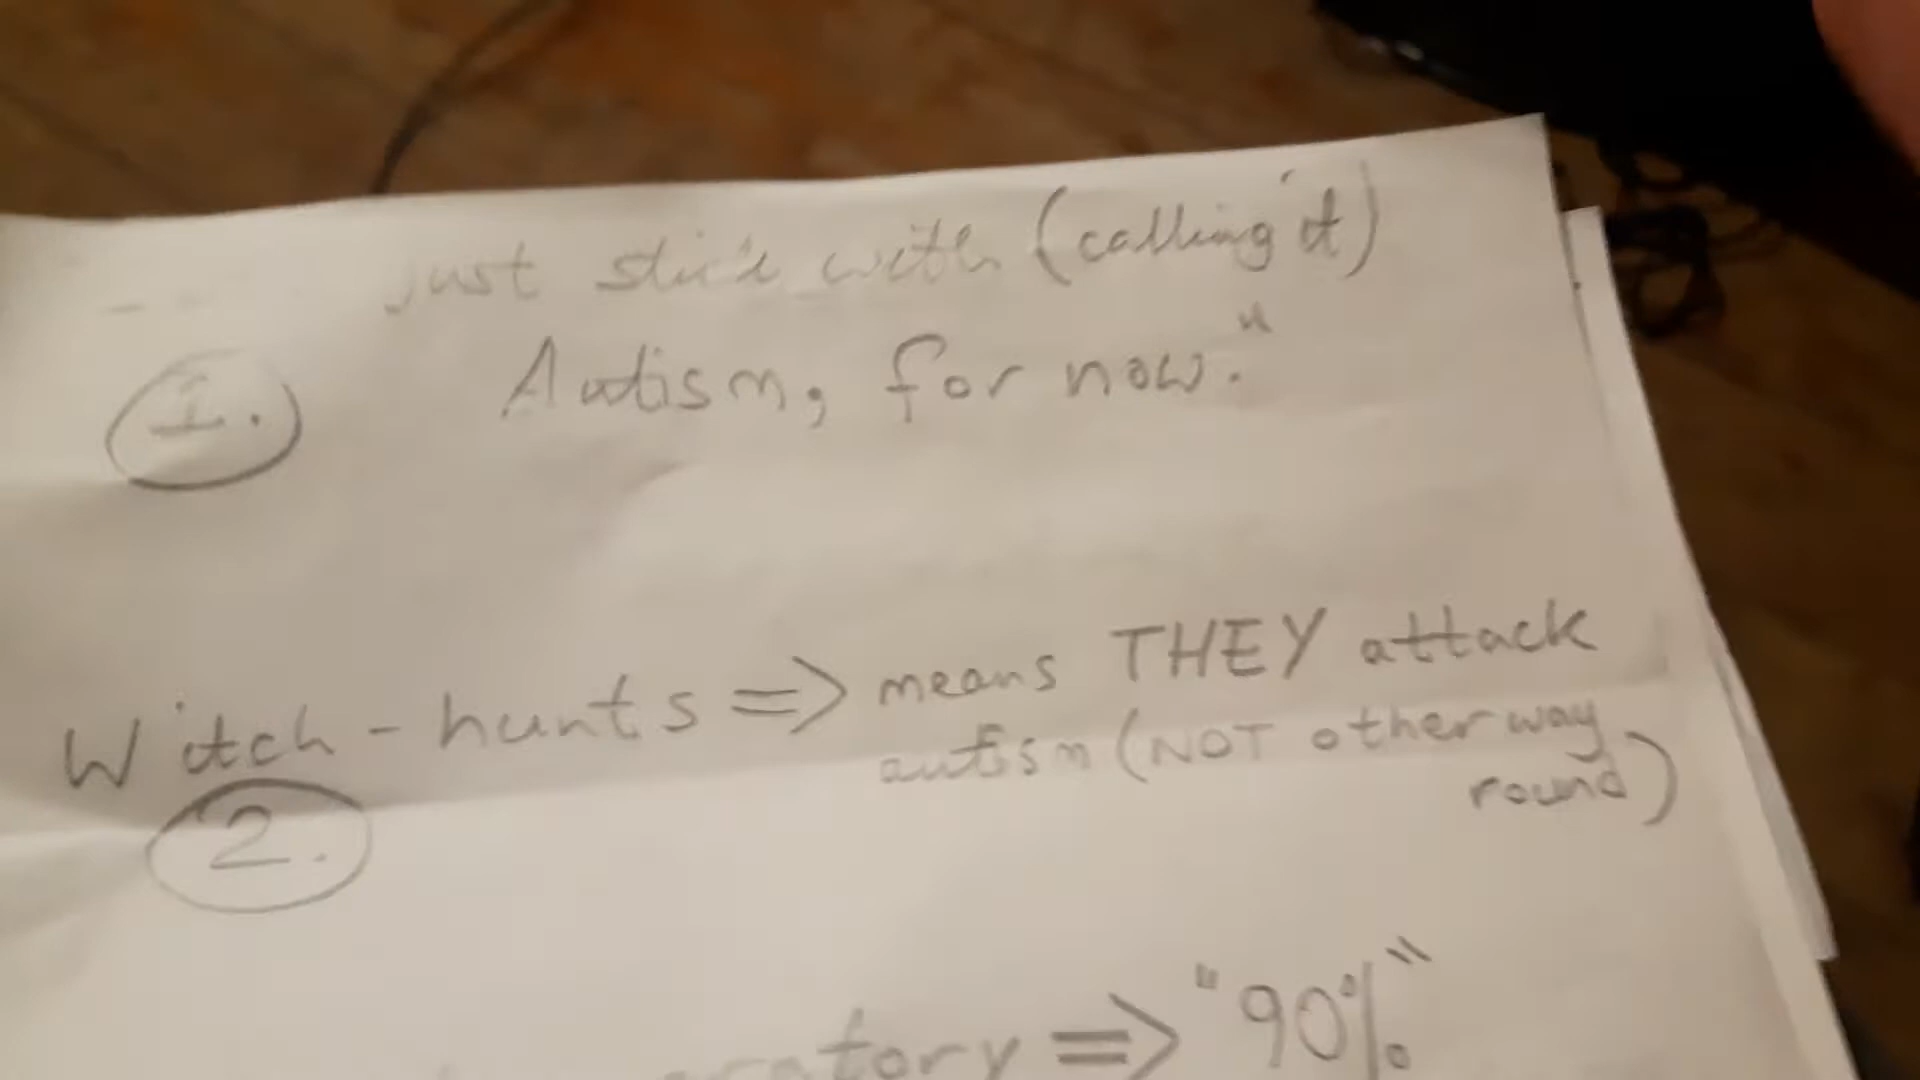 just stick with (calling it)
1. Autism, for now."
Witch-hunts => means THEY attack
autism (NOT other way
round)
2.
=> "90%"